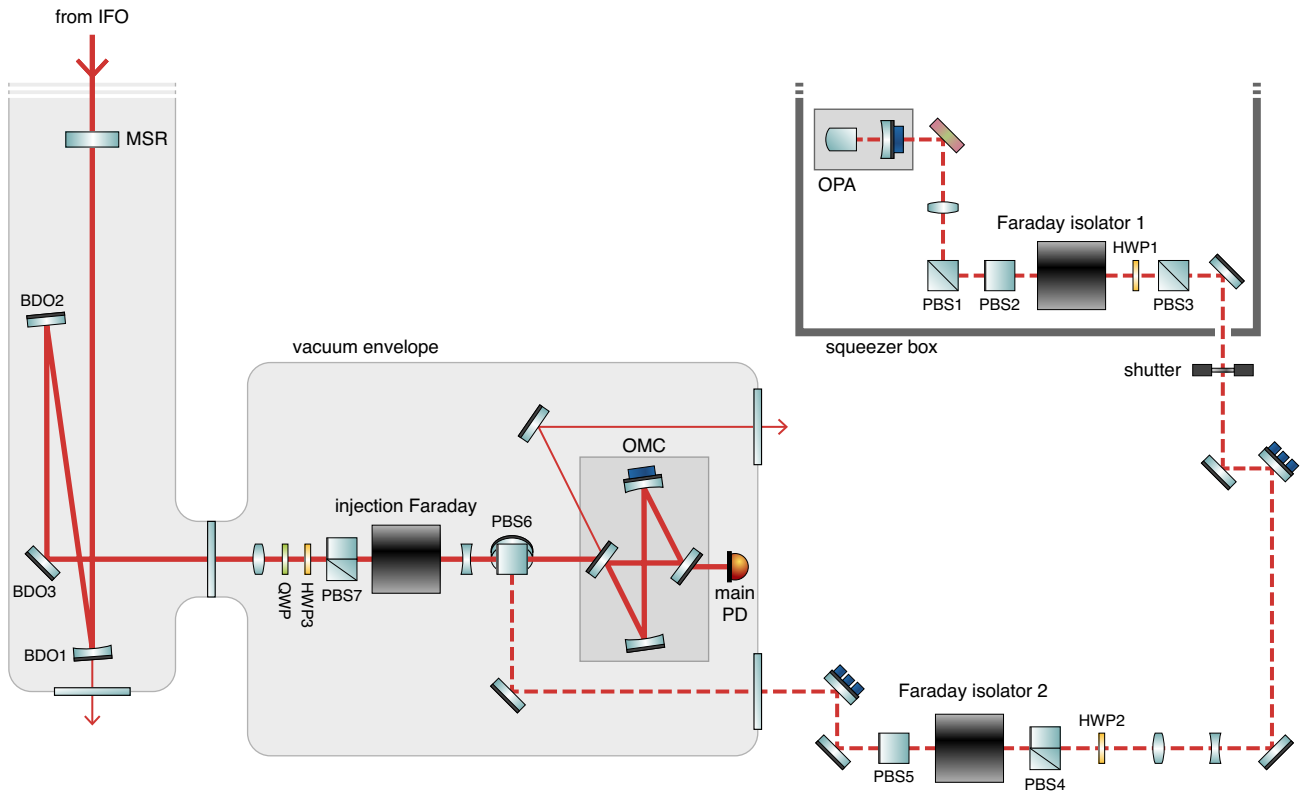 from IFO
MSR
OPA
Faraday isolator 1
HWP1
PBS1
PBS2
PBS3
BDO2
squeezer box
vacuum envelope
shutter
OMC
injection Faraday
PBS6
BDO3
QWP
HWP3
PBS7
main
PD
BDO1
Faraday isolator 2
HWP2
PBS5
PBS4